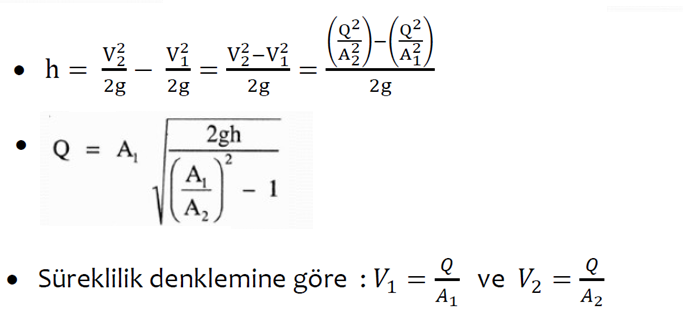 • h = V₂²/2g − V₁²/2g = (V₂²−V₁²)/2g = ((Q²/A₂²)−(Q²/A₁²))/2g
• Q = A₁ √(2gh/((A₁/A₂)² − 1))
• Süreklilik denklemine göre : V₁ = Q/A₁ ve V₂ = Q/A₂